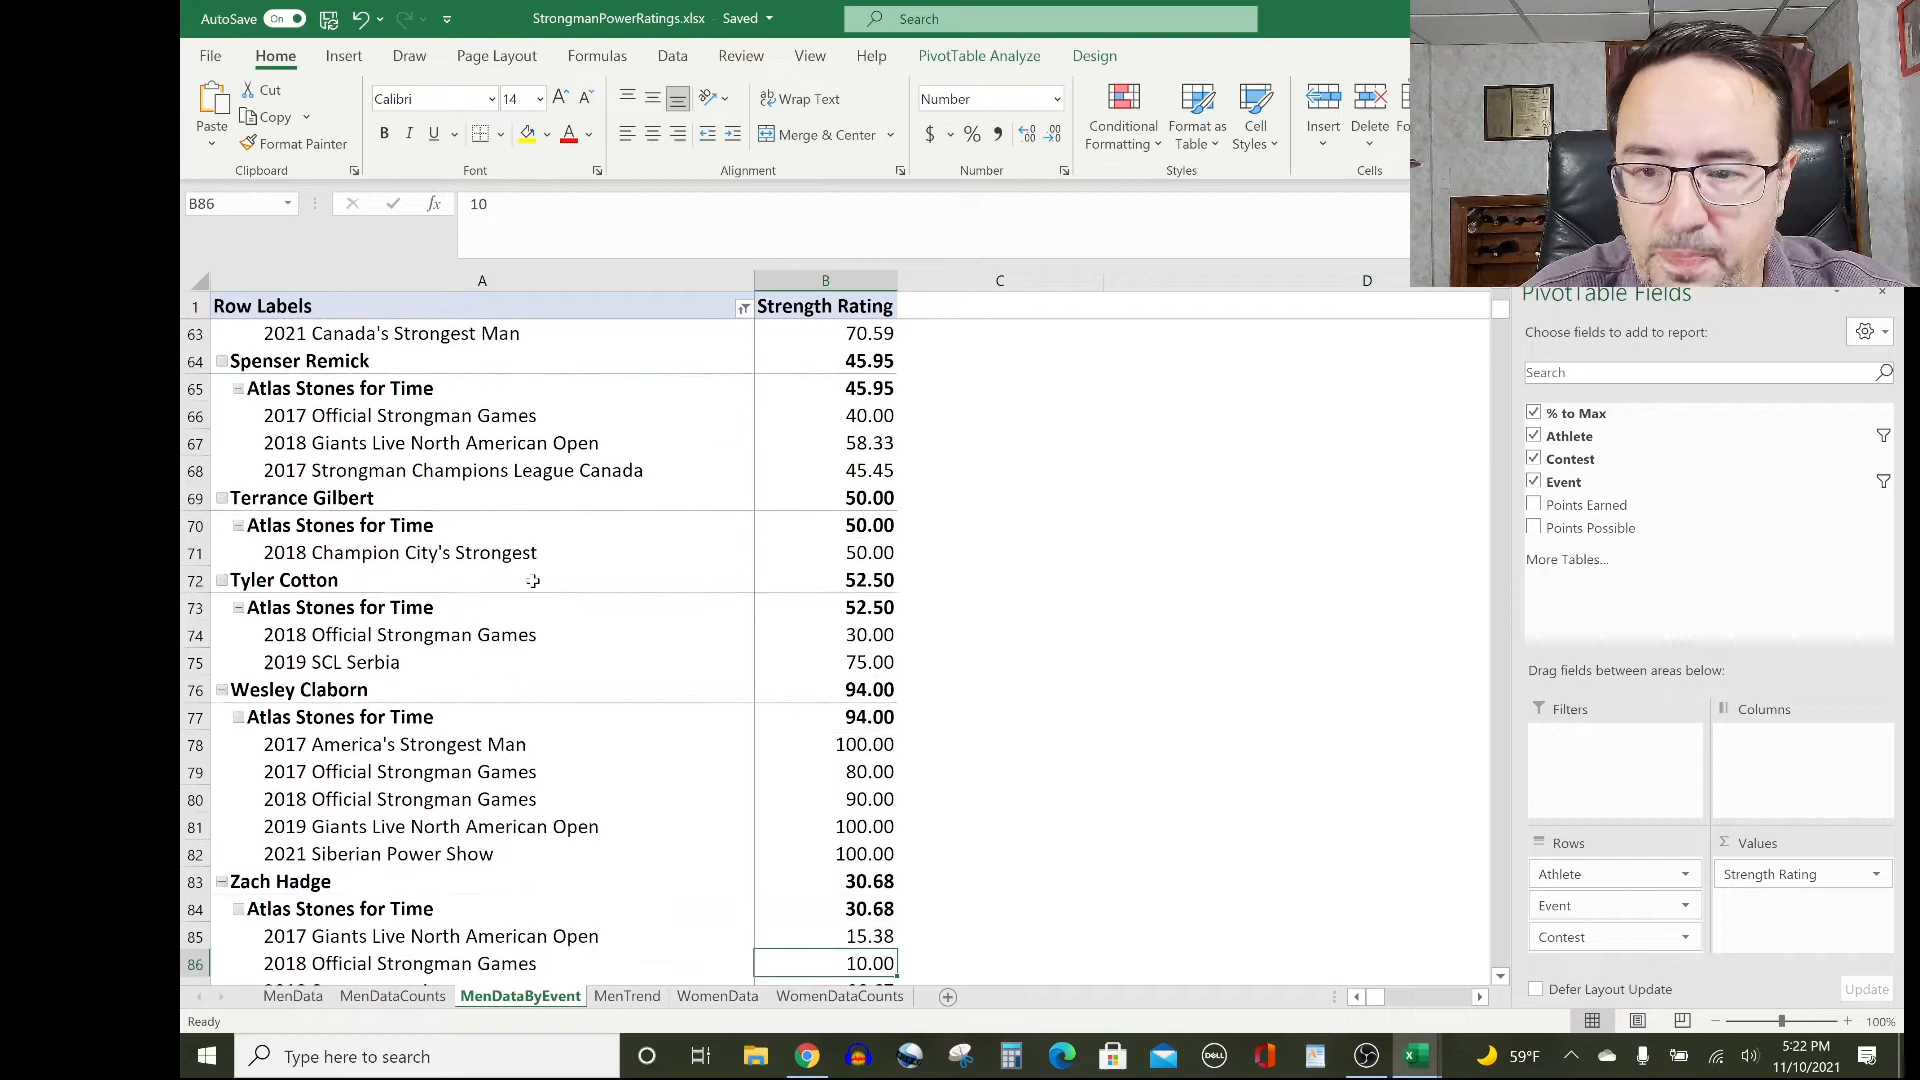 AutoSave On StrongmanPowerRatings.xlsx - Saved Search
File Home Insert Draw Page Layout Formulas Data Review View Help PivotTable Analyze Design
Paste
Cut
Copy
Format Painter
Clipboard
Calibri 14
B I U
Font
Wrap Text
Merge & Center
Alignment
Number
$ %
Number
Conditional Formatting
Format as Table
Cell Styles
Styles
Insert Delete Fo
Cells
B86 fx 10
A B C D
1 Row Labels Strength Rating
63 2021 Canada's Strongest Man 70.59
64 Spenser Remick 45.95
65 Atlas Stones for Time 45.95
66 2017 Official Strongman Games 40.00
67 2018 Giants Live North American Open 58.33
68 2017 Strongman Champions League Canada 45.45
69 Terrance Gilbert 50.00
70 Atlas Stones for Time 50.00
71 2018 Champion City's Strongest 50.00
72 Tyler Cotton 52.50
73 Atlas Stones for Time 52.50
74 2018 Official Strongman Games 30.00
75 2019 SCL Serbia 75.00
76 Wesley Claborn 94.00
77 Atlas Stones for Time 94.00
78 2017 America's Strongest Man 100.00
79 2017 Official Strongman Games 80.00
80 2018 Official Strongman Games 90.00
81 2019 Giants Live North American Open 100.00
82 2021 Siberian Power Show 100.00
83 Zach Hadge 30.68
84 Atlas Stones for Time 30.68
85 2017 Giants Live North American Open 15.38
86 2018 Official Strongman Games 10.00
PivotTable Fields
Choose fields to add to report:
Search
% to Max
Athlete
Contest
Event
Points Earned
Points Possible
More Tables...
Drag fields between areas below:
Filters Columns
Rows Values
Athlete Strength Rating
Event
Contest
Defer Layout Update Update
MenData MenDataCounts MenDataByEvent MenTrend WomenData WomenDataCounts
Ready 100%
Type here to search
DELL
59°F
5:22 PM
11/10/2021